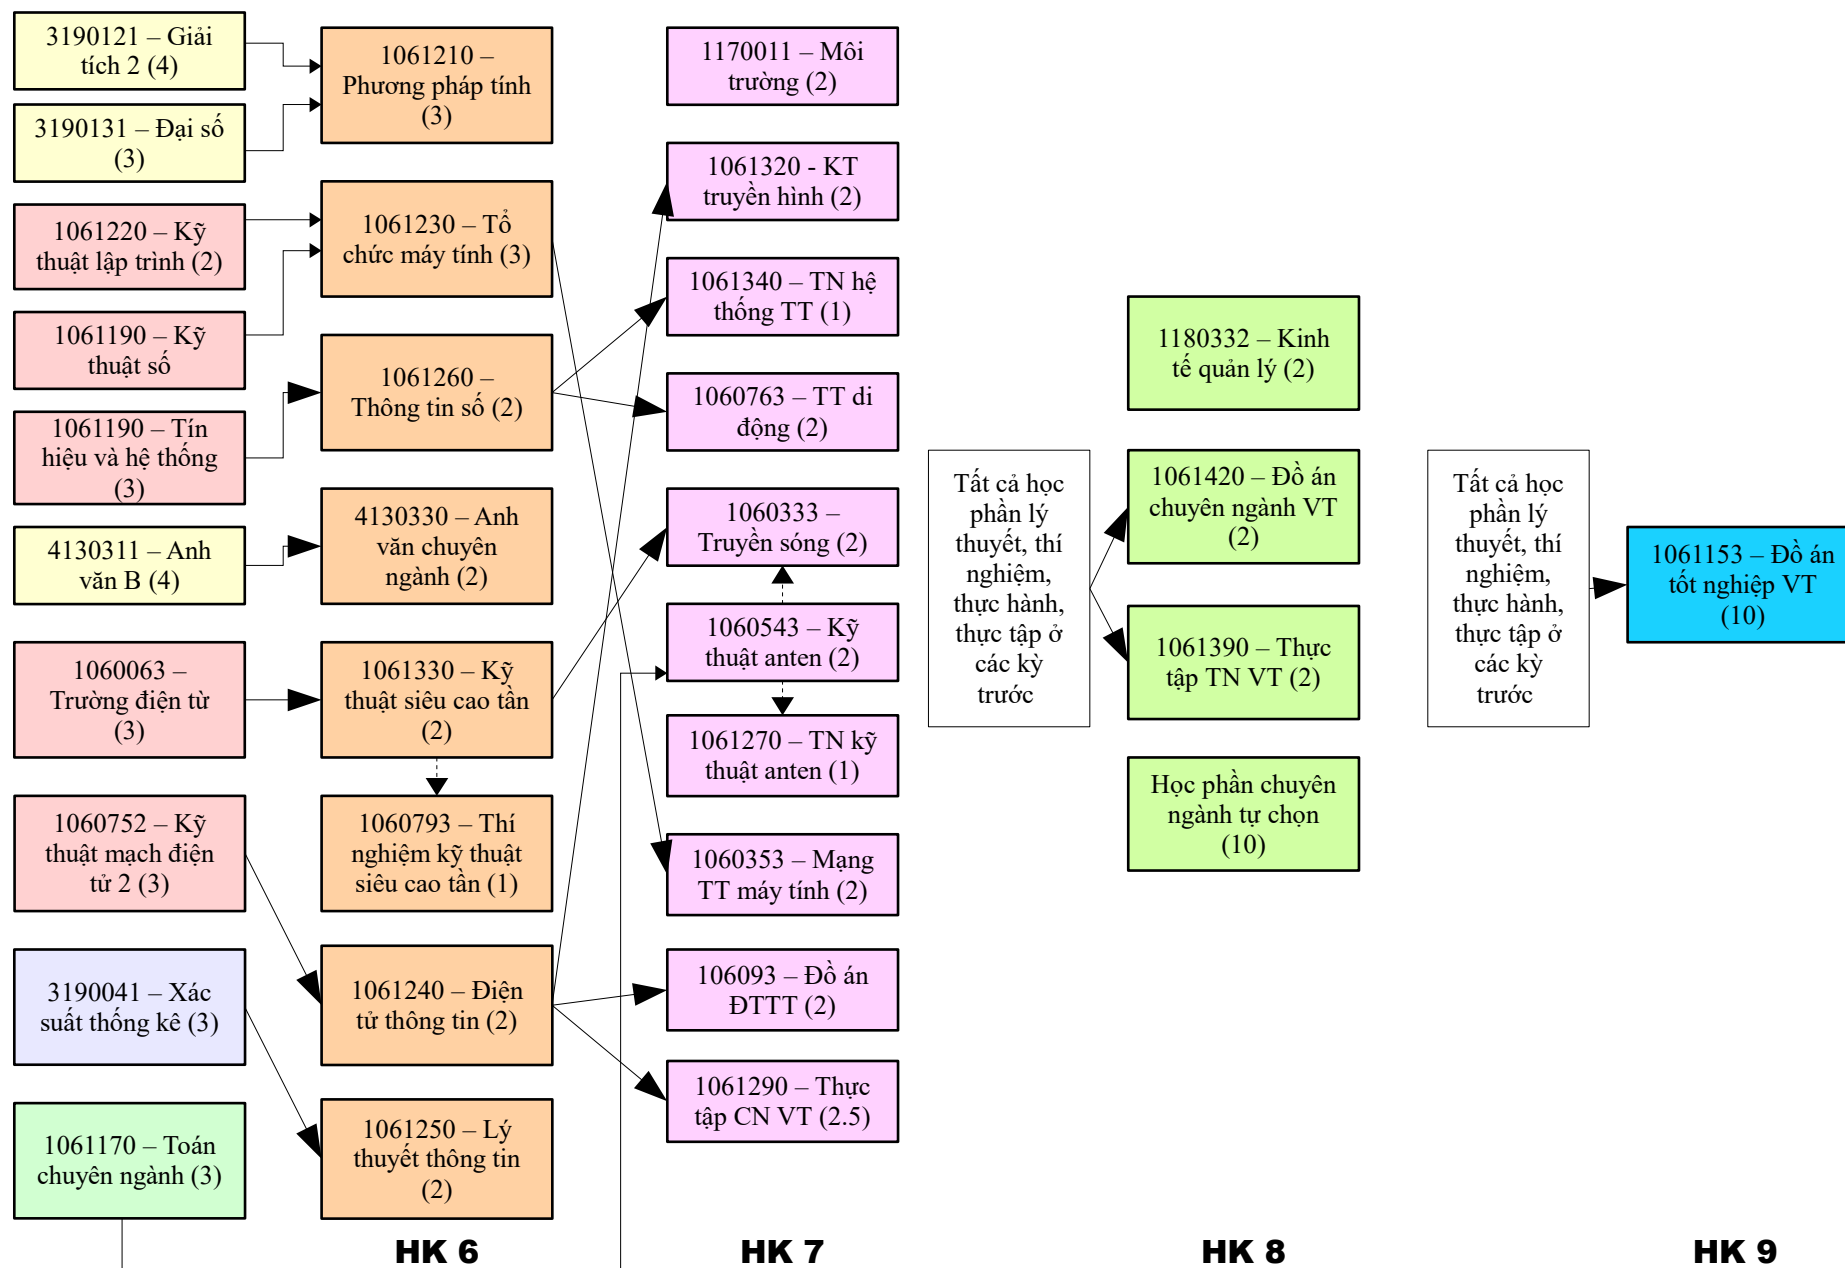 3190121 – Giải
tích 2 (4)
3190131 – Đại số
(3)
1061220 – Kỹ
thuật lập trình (2)
1061190 – Kỹ
thuật số
1061190 – Tín
hiệu và hệ thống
(3)
4130311 – Anh
văn B (4)
1060063 –
Trường điện từ
(3)
1060752 – Kỹ
thuật mạch điện
tử 2 (3)
3190041 – Xác
suất thống kê (3)
1061170 – Toán
chuyên ngành (3)
1061210 –
Phương pháp tính
(3)
1061230 – Tổ
chức máy tính (3)
1061260 –
Thông tin số (2)
4130330 – Anh
văn chuyên
ngành (2)
1061330 – Kỹ
thuật siêu cao tần
(2)
1060793 – Thí
nghiệm kỹ thuật
siêu cao tần (1)
1061240 – Điện
tử thông tin (2)
1061250 – Lý
thuyết thông tin
(2)
HK 6
1170011 – Môi
trường (2)
1061320 - KT
truyền hình (2)
1061340 – TN hệ
thống TT (1)
1060763 – TT di
động (2)
1060333 –
Truyền sóng (2)
1060543 – Kỹ
thuật anten (2)
1061270 – TN kỹ
thuật anten (1)
1060353 – Mạng
TT máy tính (2)
106093 – Đồ án
ĐTTT (2)
1061290 – Thực
tập CN VT (2.5)
HK 7
Tất cả học
phần lý
thuyết, thí
nghiệm,
thực hành,
thực tập ở
các kỳ
trước
1180332 – Kinh
tế quản lý (2)
1061420 – Đồ án
chuyên ngành VT
(2)
1061390 – Thực
tập TN VT (2)
Học phần chuyên
ngành tự chọn
(10)
HK 8
Tất cả học
phần lý
thuyết, thí
nghiệm,
thực hành,
thực tập ở
các kỳ
trước
1061153 – Đồ án
tốt nghiệp VT
(10)
HK 9